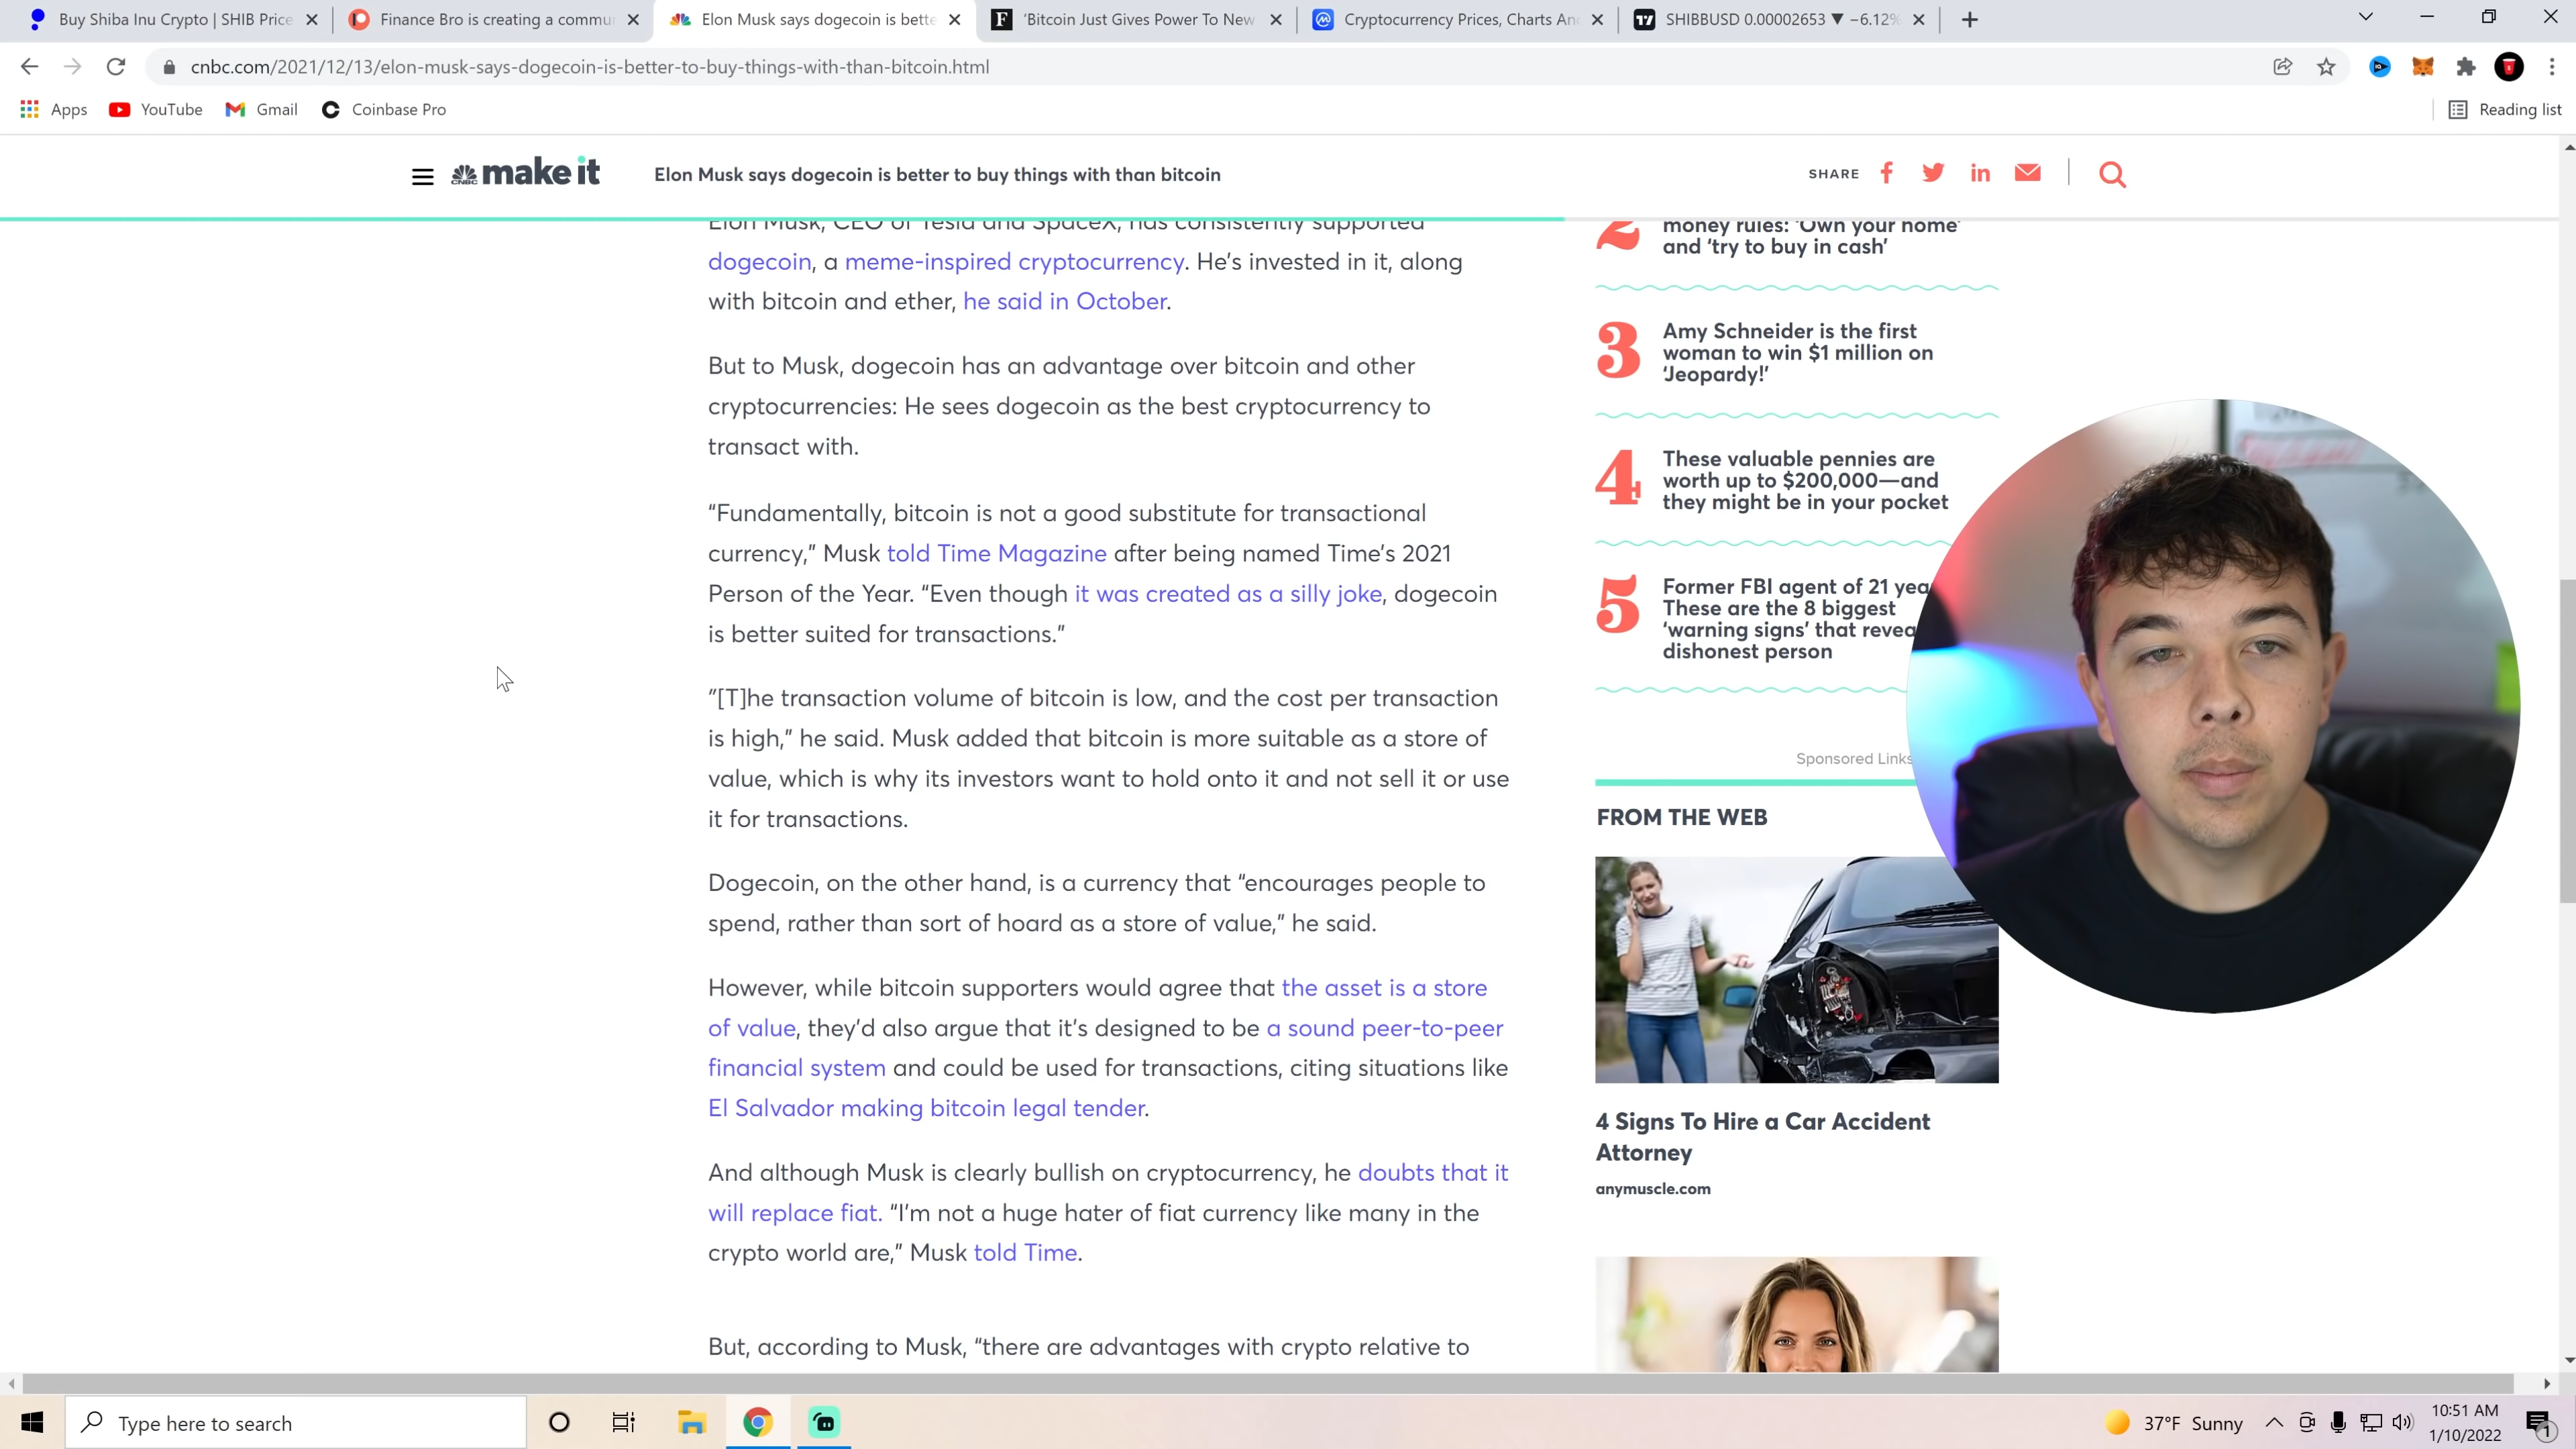 Buy Shiba Inu Crypto | SHIB Price
Finance Bro is creating a commu
Elon Musk says dogecoin is bette
'Bitcoin Just Gives Power To New
Cryptocurrency Prices, Charts An
SHIBBUSD 0.00002653 ▼ −6.12%
cnbc.com/2021/12/13/elon-musk-says-dogecoin-is-better-to-buy-things-with-than-bitcoin.html
Apps
YouTube
Gmail
Coinbase Pro
Reading list
CNBC make it
Elon Musk says dogecoin is better to buy things with than bitcoin
SHARE
Elon Musk, CEO of Tesla and SpaceX, has consistently supported
dogecoin, a meme-inspired cryptocurrency. He's invested in it, along
with bitcoin and ether, he said in October.
But to Musk, dogecoin has an advantage over bitcoin and other
cryptocurrencies: He sees dogecoin as the best cryptocurrency to
transact with.
“Fundamentally, bitcoin is not a good substitute for transactional
currency,” Musk told Time Magazine after being named Time's 2021
Person of the Year. “Even though it was created as a silly joke, dogecoin
is better suited for transactions.”
“[T]he transaction volume of bitcoin is low, and the cost per transaction
is high,” he said. Musk added that bitcoin is more suitable as a store of
value, which is why its investors want to hold onto it and not sell it or use
it for transactions.
Dogecoin, on the other hand, is a currency that “encourages people to
spend, rather than sort of hoard as a store of value,” he said.
However, while bitcoin supporters would agree that the asset is a store
of value, they'd also argue that it's designed to be a sound peer-to-peer
financial system and could be used for transactions, citing situations like
El Salvador making bitcoin legal tender.
And although Musk is clearly bullish on cryptocurrency, he doubts that it
will replace fiat. “I'm not a huge hater of fiat currency like many in the
crypto world are,” Musk told Time.
But, according to Musk, “there are advantages with crypto relative to
2
money rules: 'Own your home'
and 'try to buy in cash'
3
Amy Schneider is the first
woman to win $1 million on
'Jeopardy!'
4
These valuable pennies are
worth up to $200,000—and
they might be in your pocket
5
Former FBI agent of 21 yea
These are the 8 biggest
'warning signs' that revea
dishonest person
Sponsored Links
FROM THE WEB
4 Signs To Hire a Car Accident
Attorney
anymuscle.com
Type here to search
37°F Sunny
10:51 AM
1/10/2022
1